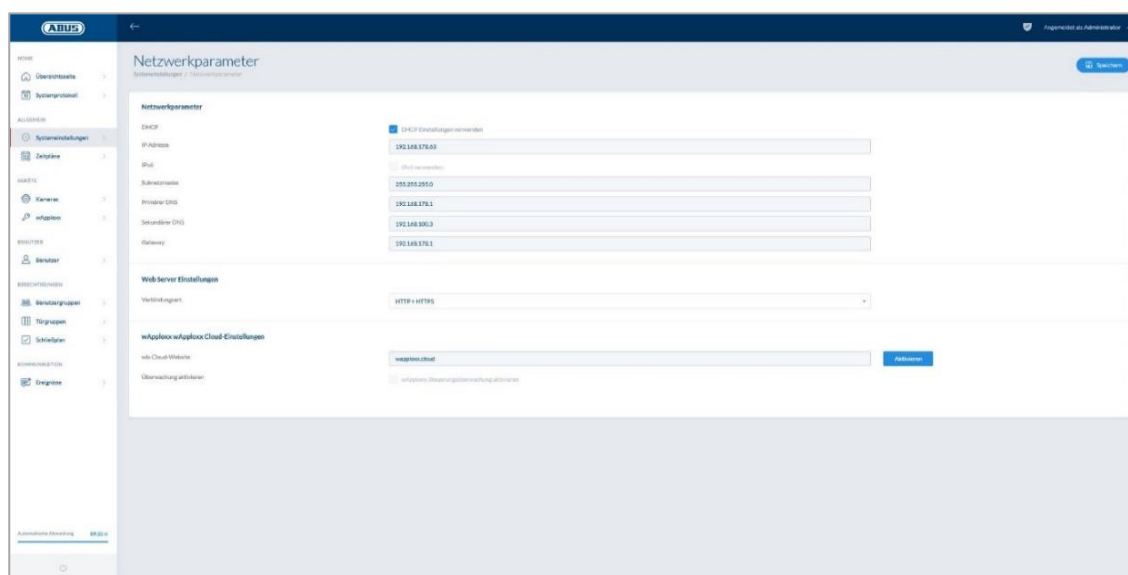 ABUS
Angemeldet als Administrator
HOME
Übersichtsseite
Systemprotokoll
ALLGEMEIN
Systemeinstellungen
Zeitpläne
GERÄTE
Kameras
wApploxx
BENUTZER
Benutzer
BERECHTIGUNGEN
Benutzergruppen
Türgruppen
Schließplan
KOMMUNIKATION
Ereignisse
Automatische Abmeldung
Netzwerkparameter
Systemeinstellungen / Netzwerkparameter
Speichern
Netzwerkparameter
DHCP
DHCP Einstellungen verwenden
IP Adresse
192.168.178.60
IPv6
IPv6 verwenden
Subnetzmaske
255.255.255.0
Primärer DNS
192.168.178.1
Sekundärer DNS
192.168.100.3
Gateway
192.168.178.1
Web Server Einstellungen
Verbindungsart
HTTP + HTTPS
wApploxx wApploxx Cloud-Einstellungen
Cloud-Website
wapploxx.cloud
Aktivieren
Überwachung aktivieren
wApploxx-Steuerungsüberwachung aktivieren